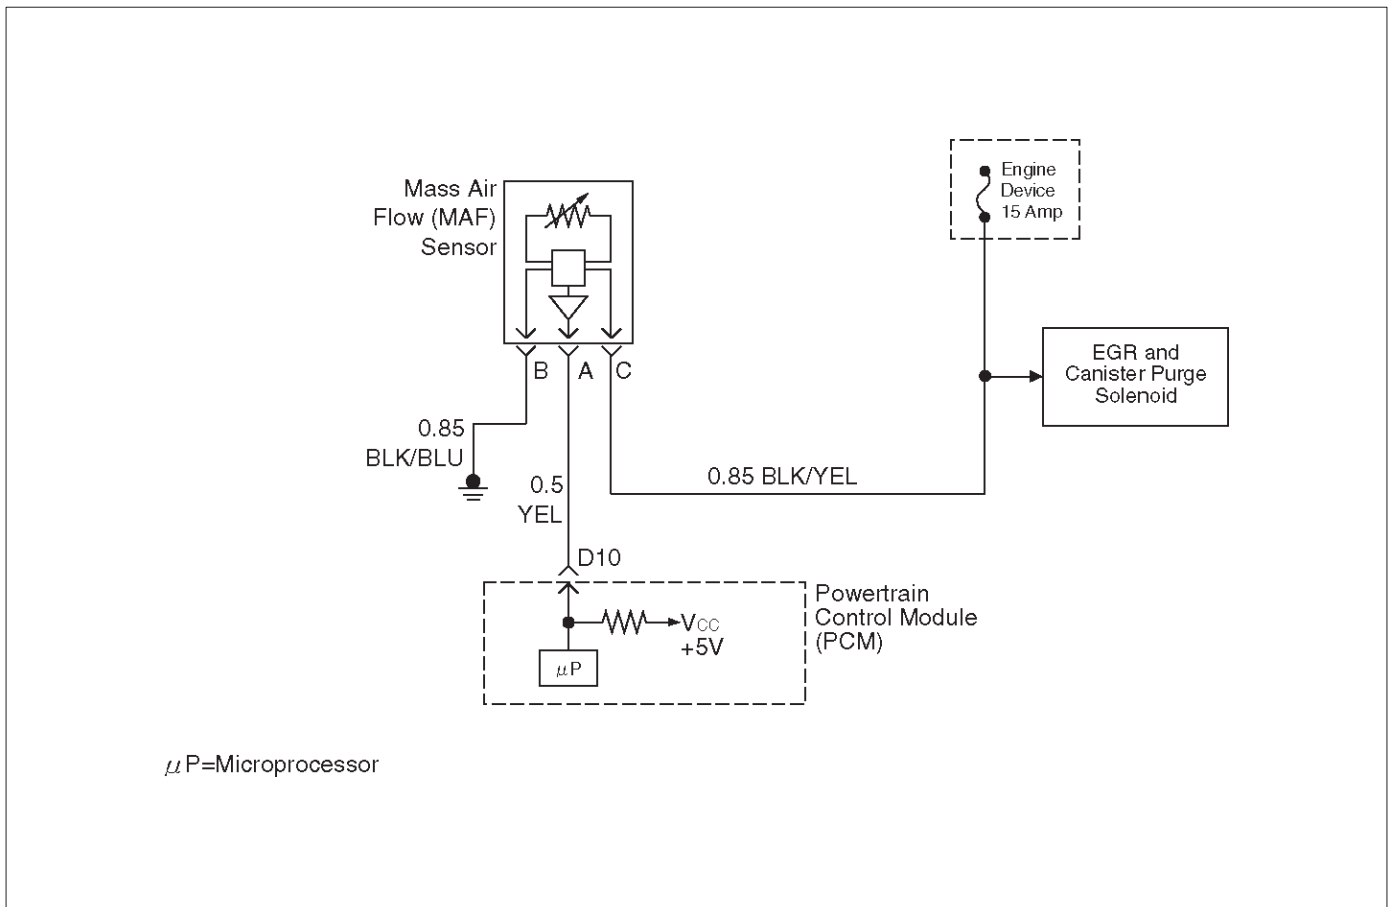 Mass Air
Flow (MAF)
Sensor
Engine
Device
15 Amp
EGR and
Canister Purge
Solenoid
B
A
C
0.85
BLK/BLU
0.5
YEL
0.85 BLK/YEL
D10
Powertrain
Control Module
(PCM)
VCC
+5V
μP
μP=Microprocessor